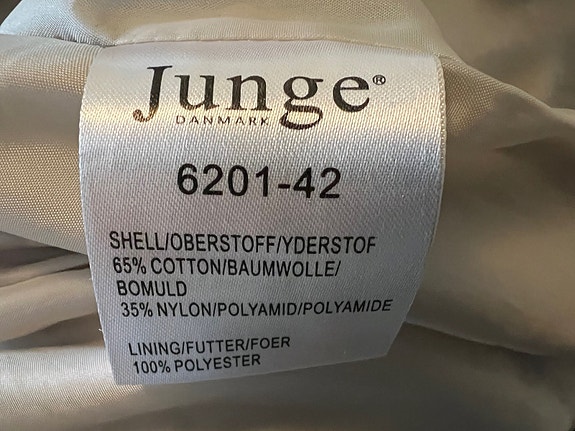 Junge®
DANMARK
6201-42
SHELL/OBERSTOFF/YDERSTOF
65% COTTON/BAUMWOLLE/
BOMULD
35% NYLON/POLYAMID/POLYAMIDE
LINING/FUTTER/FOER
100% POLYESTER